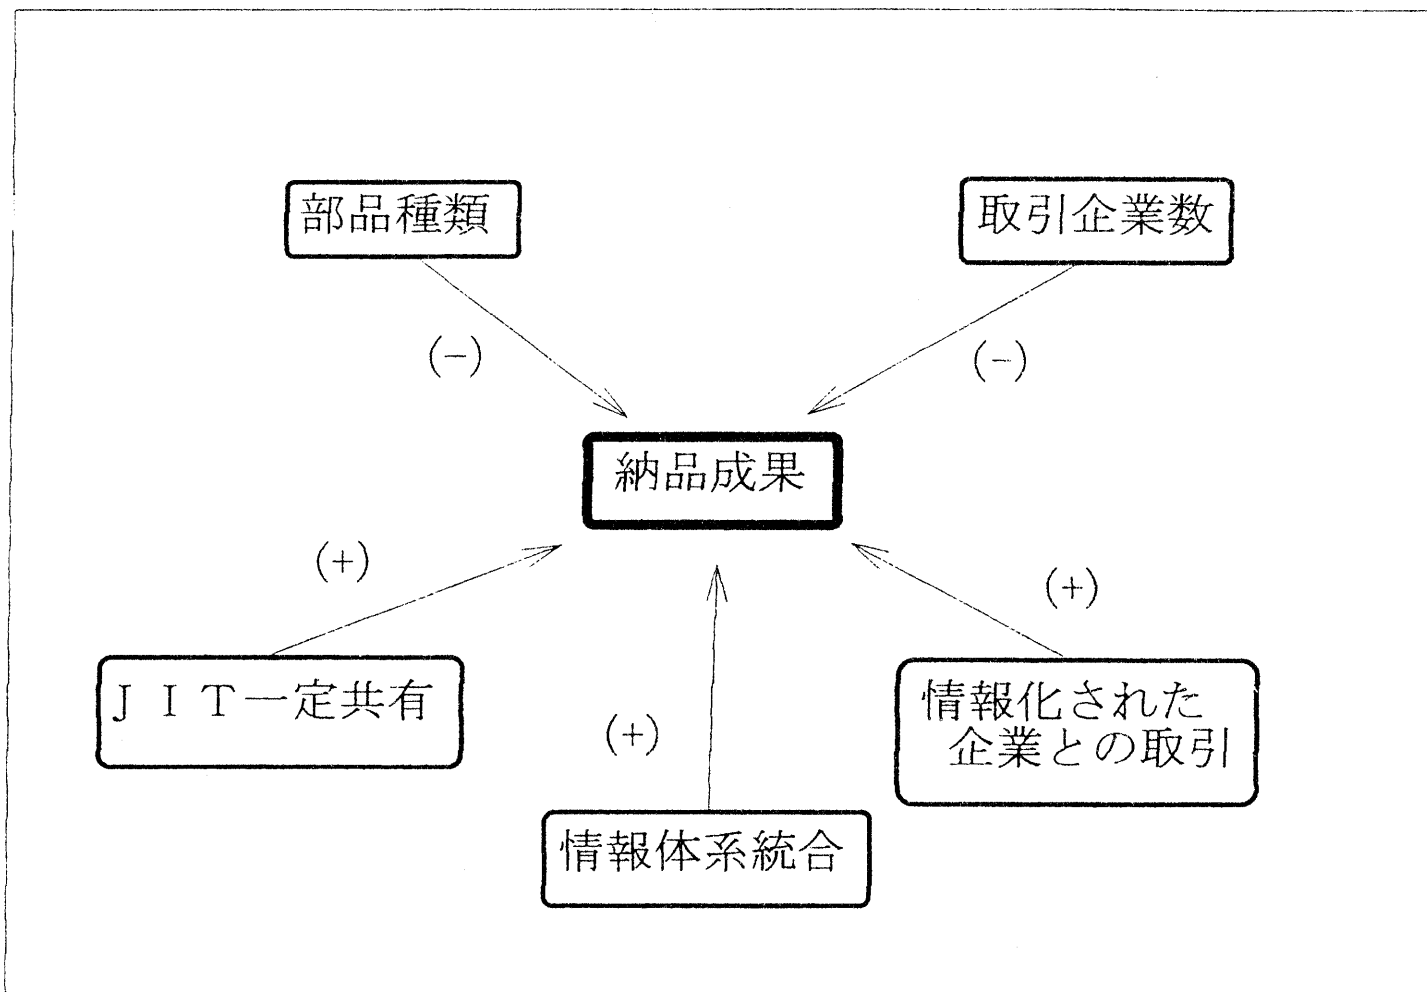 部品種類
取引企業数
(−)
(−)
納品成果
(+)
(+)
JIT一定共有
(+)
情報化された
企業との取引
情報体系統合